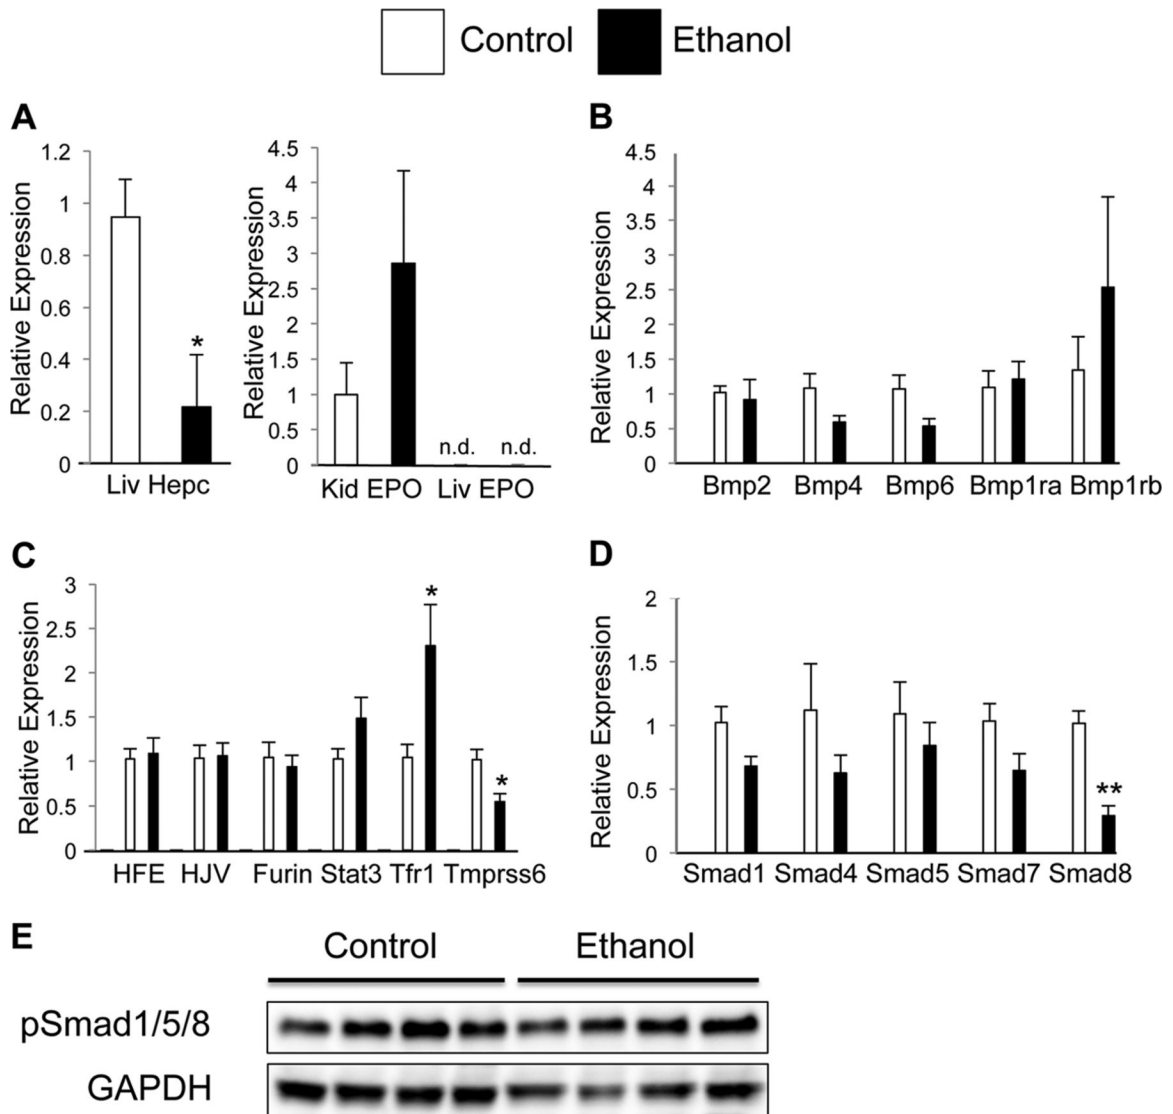 Control Ethanol
A
Relative Expression
1.2
1
0.8
0.6
0.4
0.2
0
*
Liv Hepc
Relative Expression
4.5
4
3.5
3
2.5
2
1.5
1
0.5
0
n.d. n.d.
Kid EPO Liv EPO
B
Relative Expression
4.5
4
3.5
3
2.5
2
1.5
1
0.5
0
Bmp2 Bmp4 Bmp6 Bmp1ra Bmp1rb
C
Relative Expression
3
2.5
2
1.5
1
0.5
0
*
*
HFE HJV Furin Stat3 Tfr1 Tmprss6
D
Relative Expression
2
1.5
1
0.5
0
**
Smad1 Smad4 Smad5 Smad7 Smad8
E
Control Ethanol
pSmad1/5/8
GAPDH